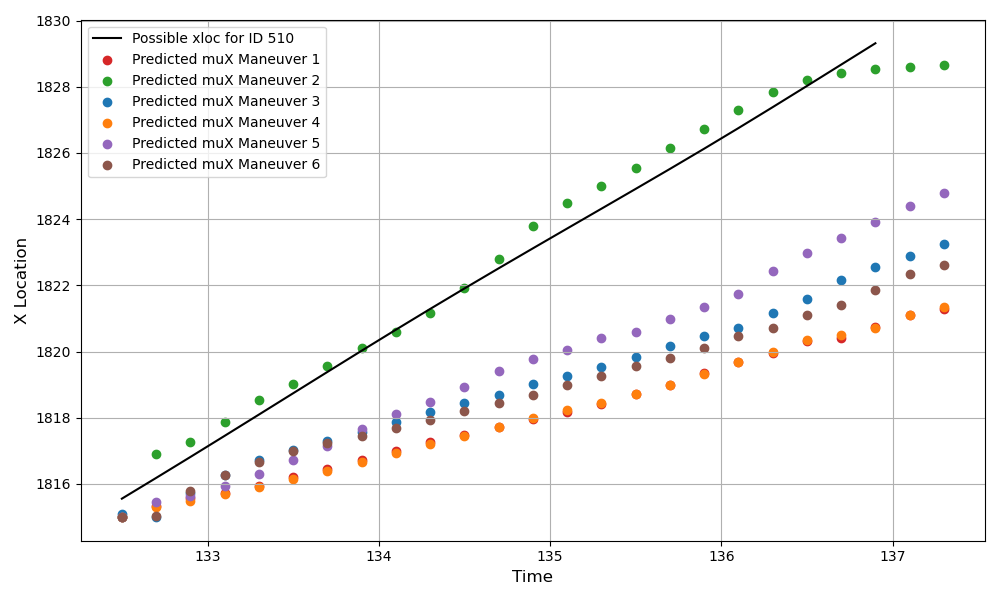 1830
1828
1826
1824
1822
1820
1818
1816
X Location
Possible xloc for ID 510
Predicted muX Maneuver 1
Predicted muX Maneuver 2
Predicted muX Maneuver 3
Predicted muX Maneuver 4
Predicted muX Maneuver 5
Predicted muX Maneuver 6
133 134 135 136 137
Time